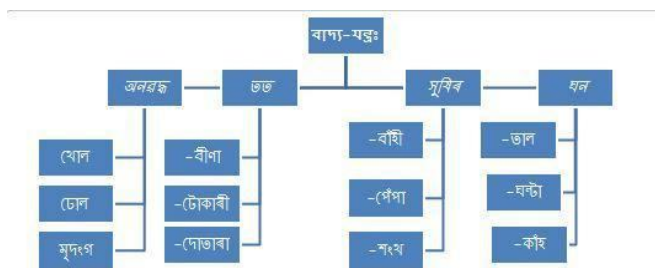 বাদ্য-যন্ত্ৰঃ
অনৱদ্ধ
তত
সুষিৰ
ঘন
খোল
ঢোল
মৃদংগ
-বীণা
-টোকাৰী
-দোতাৰা
-বাঁহী
-পেঁপা
-শংখ
-তাল
-ঘন্টা
-কাঁহ